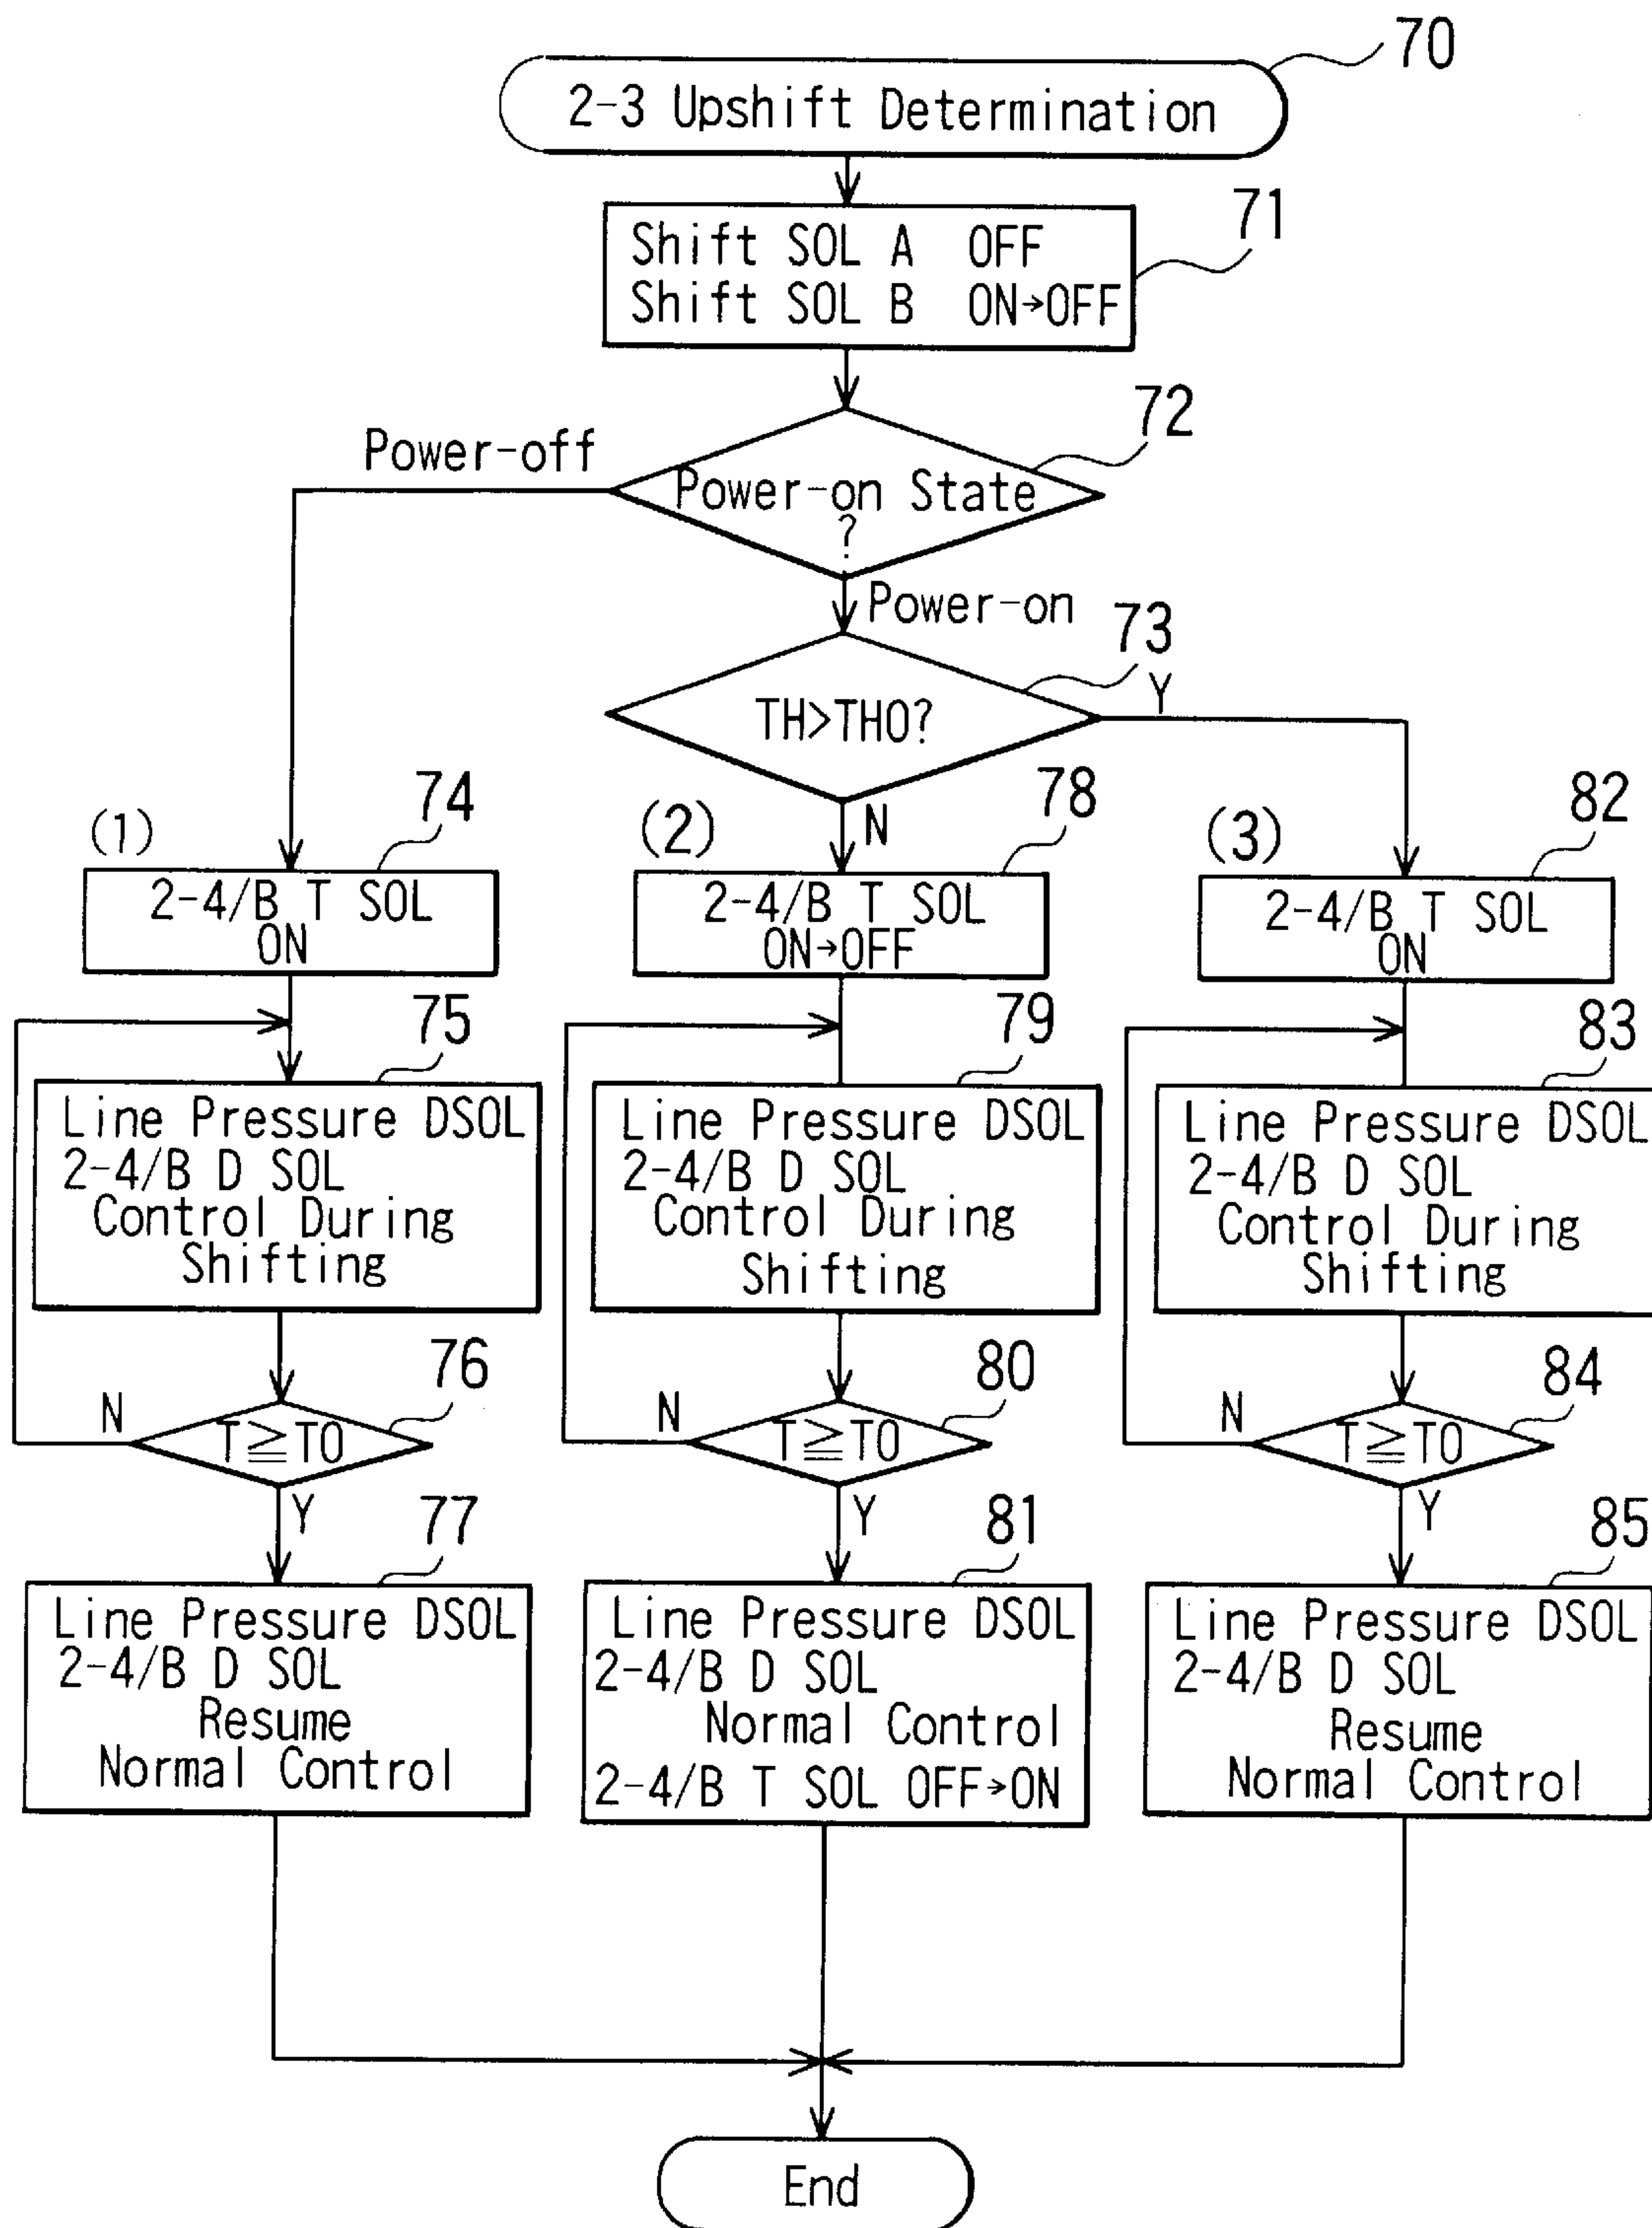 70
2-3 Upshift Determination
71
Shift SOL A OFF
Shift SOL B ON→OFF
72
Power-off
Power-on State
?
Power-on
73
TH>THO?
Y
N
(1)
74
2-4/B T SOL
ON
(2)
78
2-4/B T SOL
ON→OFF
(3)
82
2-4/B T SOL
ON
75
Line Pressure DSOL
2-4/B D SOL
Control During
Shifting
79
Line Pressure DSOL
2-4/B D SOL
Control During
Shifting
83
Line Pressure DSOL
2-4/B D SOL
Control During
Shifting
76
N
T≧TO
Y
80
N
T≧TO
Y
84
N
T≧TO
Y
77
Line Pressure DSOL
2-4/B D SOL
Resume
Normal Control
81
Line Pressure DSOL
2-4/B D SOL
Normal Control
2-4/B T SOL OFF→ON
85
Line Pressure DSOL
2-4/B D SOL
Resume
Normal Control
End